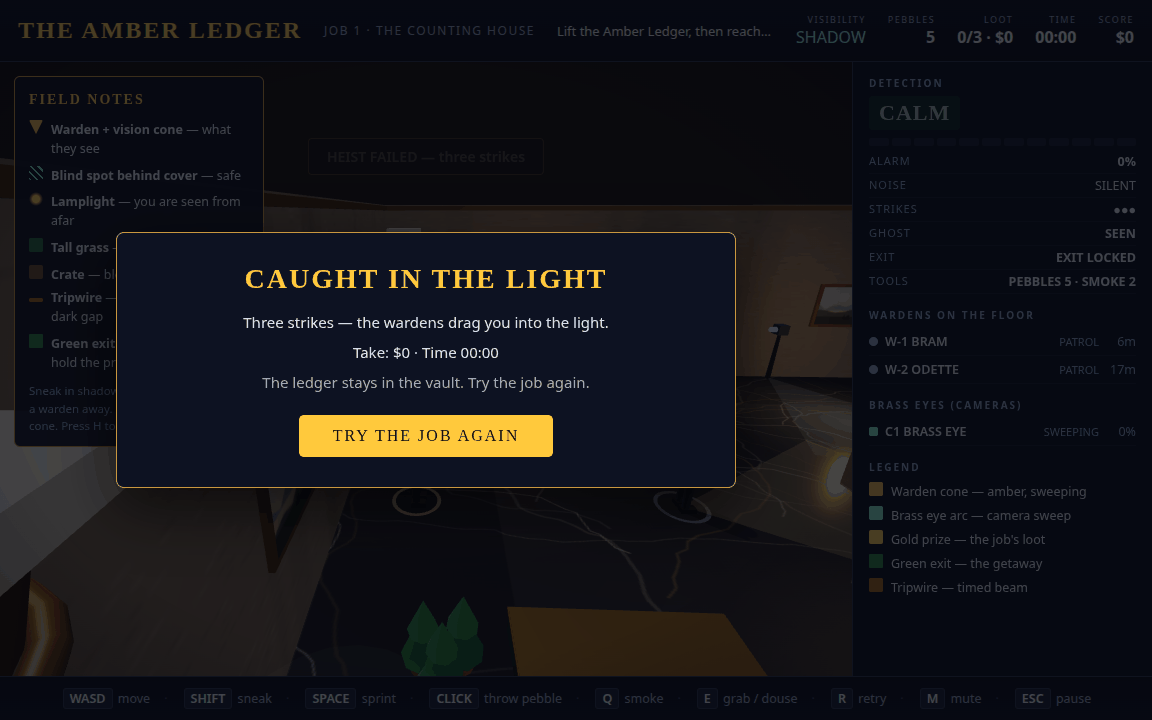 THE AMBER LEDGER
JOB 1 · THE COUNTING HOUSE
Lift the Amber Ledger, then reach...
VISIBILITY
SHADOW
PEBBLES
5
LOOT
0/3 · $0
TIME
00:00
SCORE
$0
FIELD NOTES
Warden + vision cone — what
they see
Blind spot behind cover — safe
Lamplight — you are seen from
afar
Tall grass
Crate — bl
Tripwire —
dark gap
Green exit
hold the pr
Sneak in shadow
a warden away.
cone. Press H to
HEIST FAILED — three strikes
CAUGHT IN THE LIGHT
Three strikes — the wardens drag you into the light.
Take: $0 · Time 00:00
The ledger stays in the vault. Try the job again.
TRY THE JOB AGAIN
DETECTION
CALM
ALARM 0%
NOISE SILENT
STRIKES ●●●
GHOST SEEN
EXIT EXIT LOCKED
TOOLS PEBBLES 5 · SMOKE 2
WARDENS ON THE FLOOR
W-1 BRAM PATROL 6m
W-2 ODETTE PATROL 17m
BRASS EYES (CAMERAS)
C1 BRASS EYE SWEEPING 0%
LEGEND
Warden cone — amber, sweeping
Brass eye arc — camera sweep
Gold prize — the job's loot
Green exit — the getaway
Tripwire — timed beam
WASD move · SHIFT sneak · SPACE sprint · CLICK throw pebble · Q smoke · E grab / douse · R retry · M mute · ESC pause